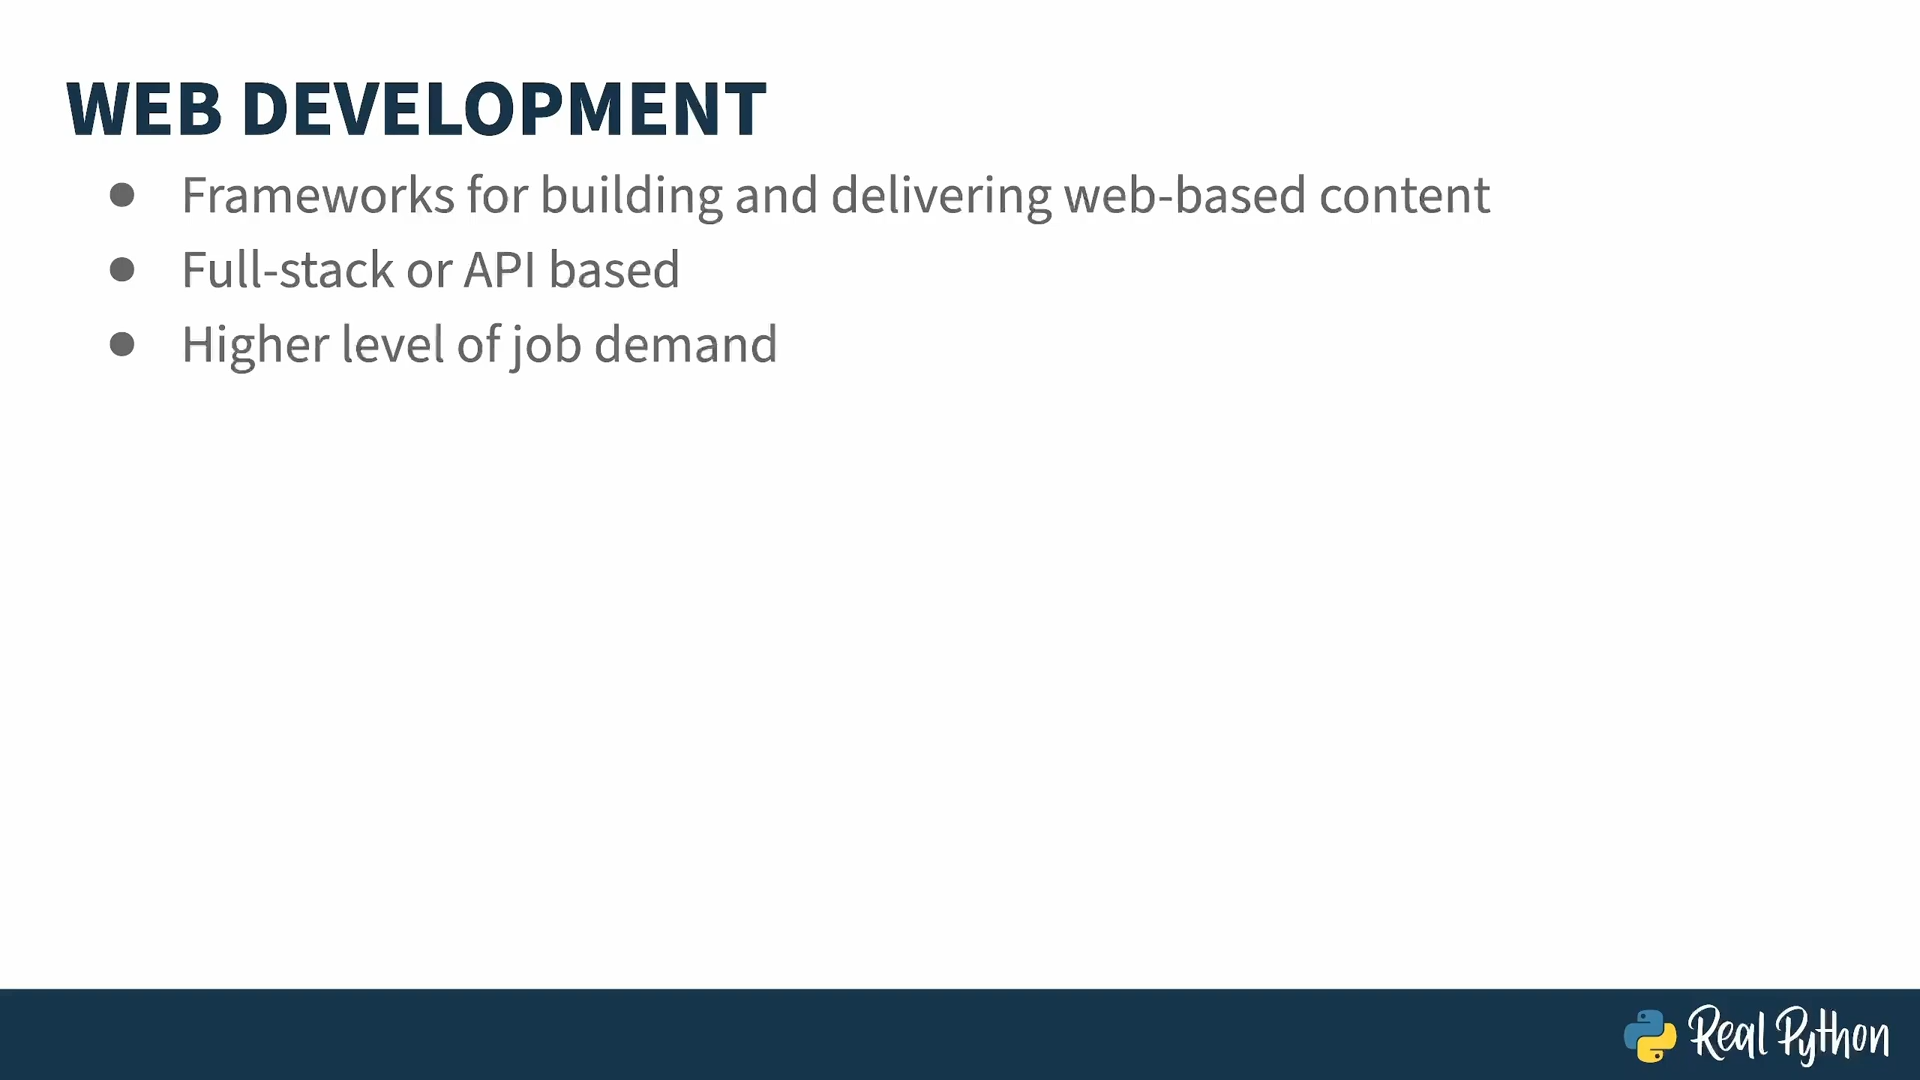 WEB DEVELOPMENT
● Frameworks for building and delivering web-based content
● Full-stack or API based
● Higher level of job demand
Real Python